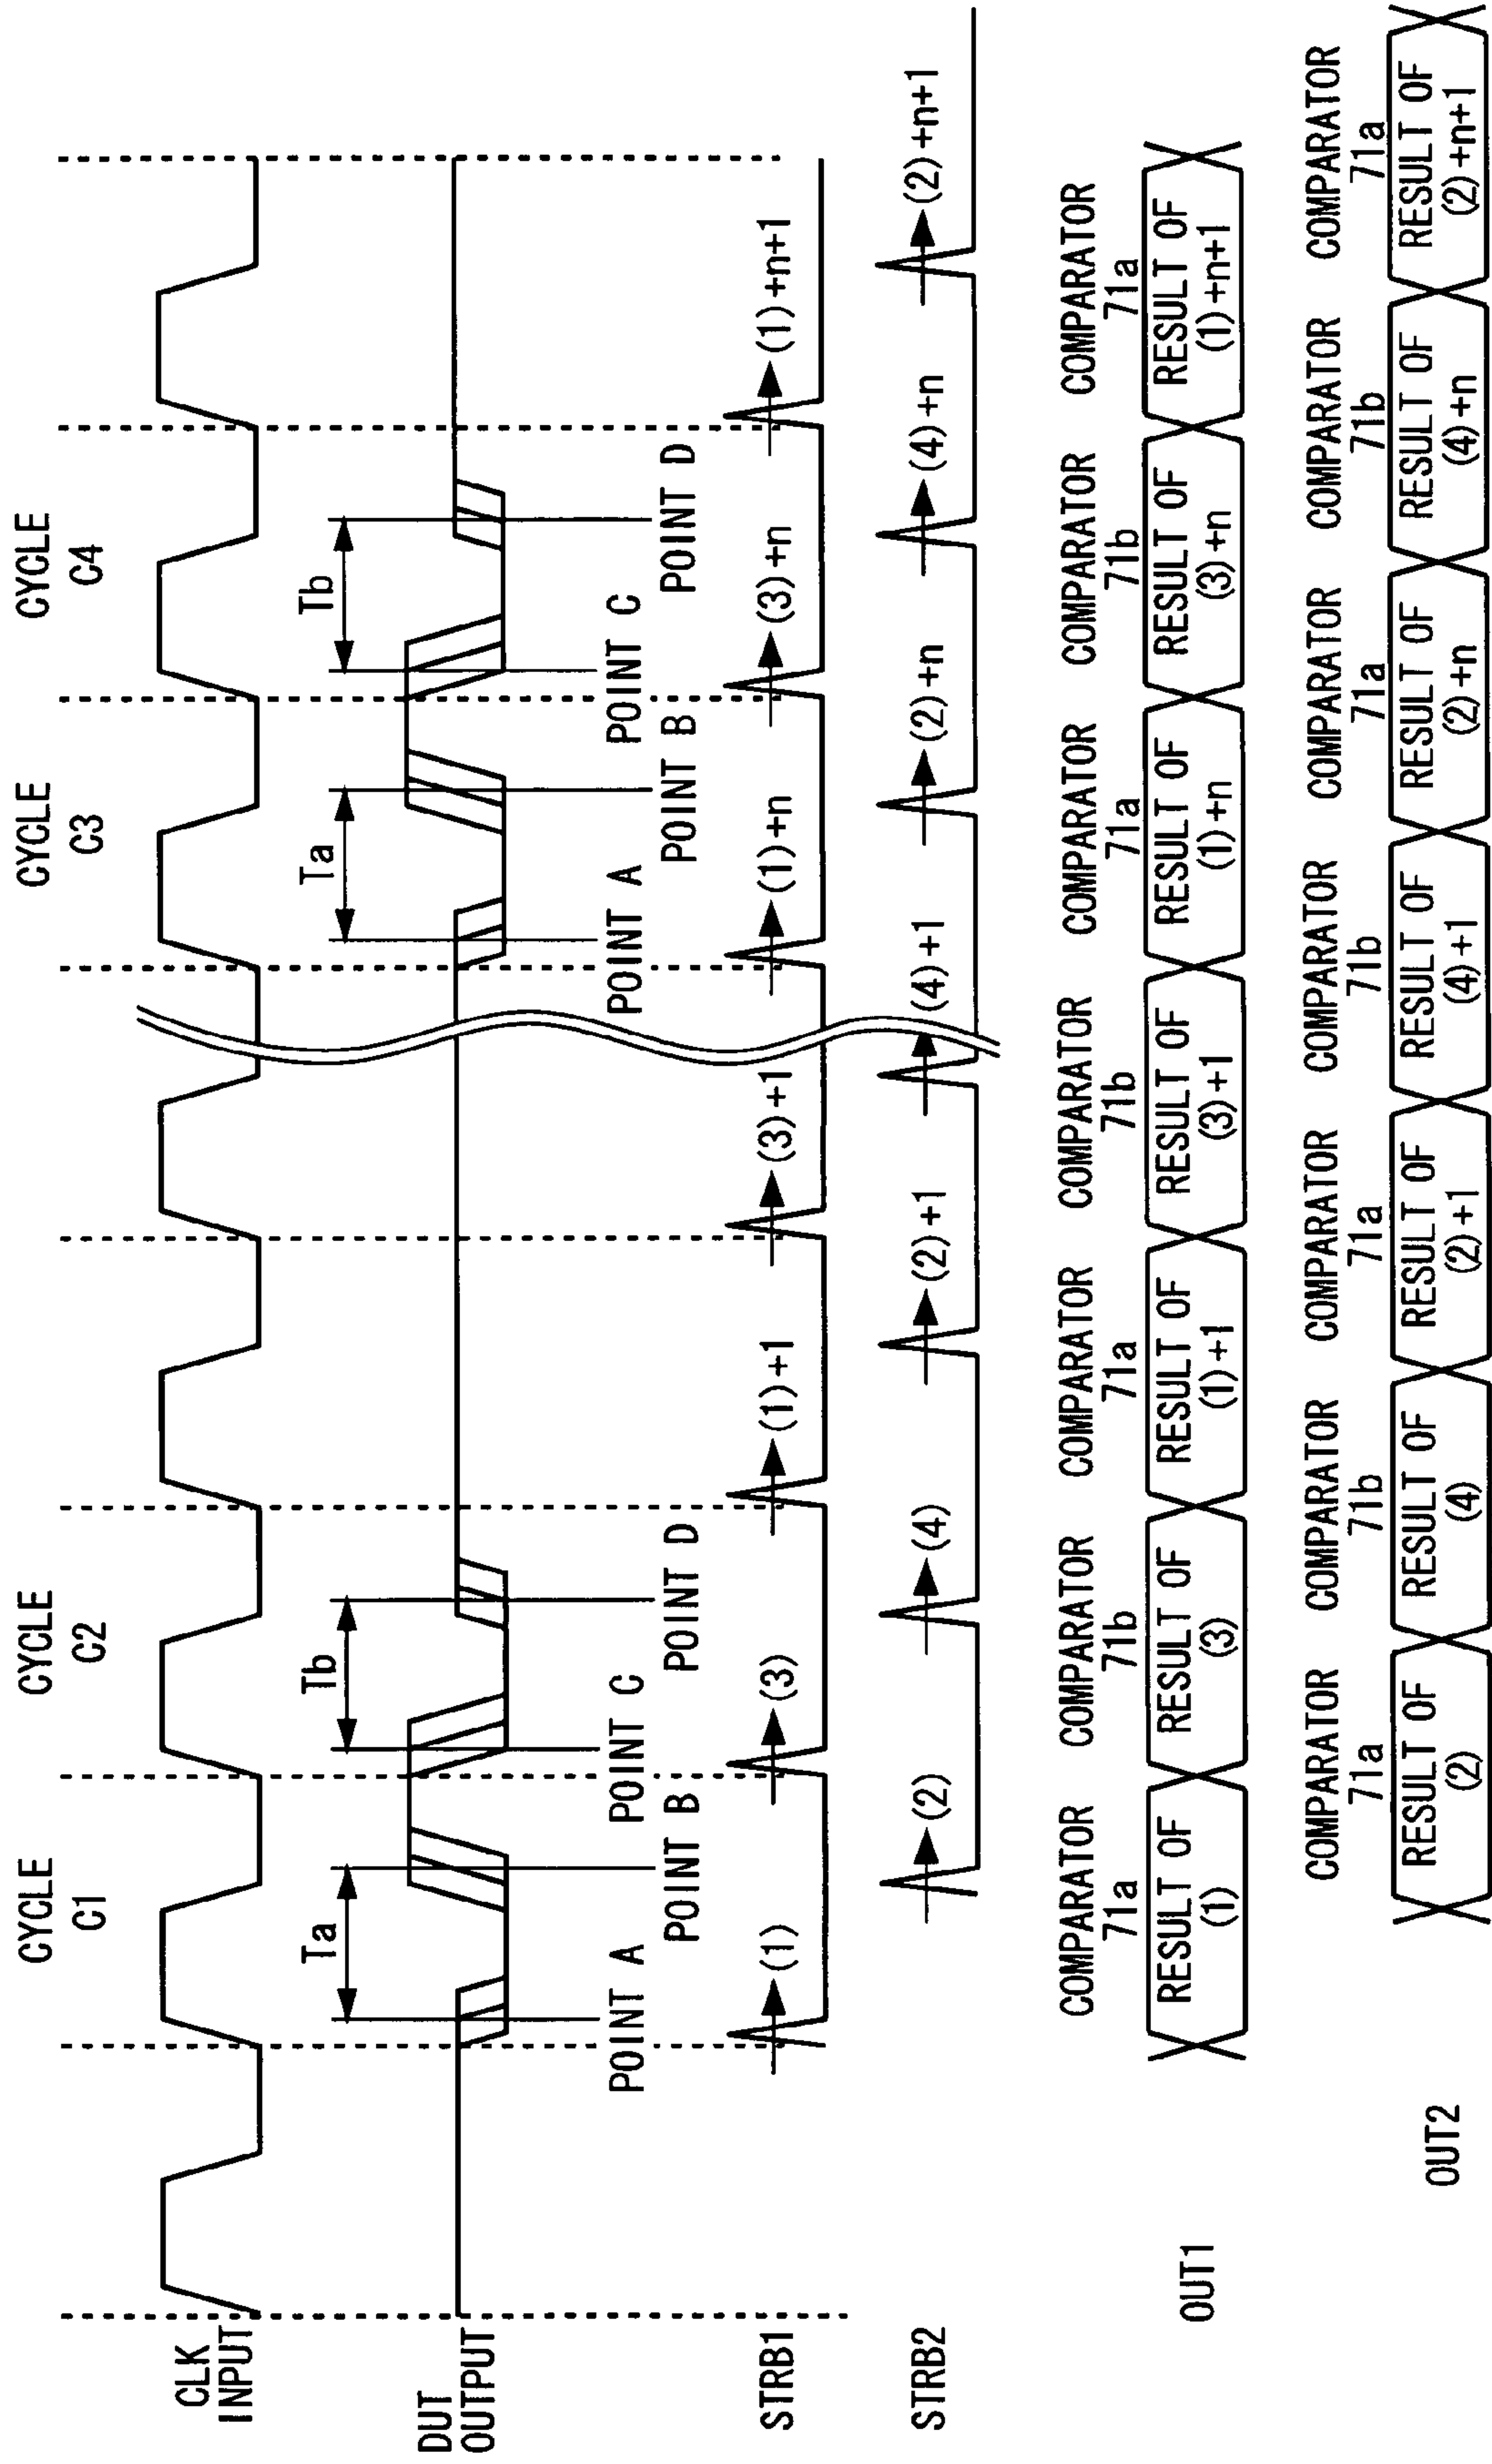 CYCLE
C1
CYCLE
C2
CYCLE
C3
CYCLE
C4
CLK
INPUT
Ta
Tb
Ta
Tb
DUT
OUTPUT
POINT A
POINT C
POINT A
POINT C
POINT B
POINT D
POINT B
POINT D
STRB1
(1)
(3)
(1)+1
(3)+1
(1)+n
(3)+n
(1)+n+1
STRB2
(2)
(4)
(2)+1
(4)+1
(2)+n
(4)+n
(2)+n+1
OUT1
COMPARATOR
71a
RESULT OF
(1)
COMPARATOR
71b
RESULT OF
(3)
COMPARATOR
71a
RESULT OF
(1)+1
COMPARATOR
71b
RESULT OF
(3)+1
COMPARATOR
71a
RESULT OF
(1)+n
COMPARATOR
71b
RESULT OF
(3)+n
COMPARATOR
71a
RESULT OF
(1)+n+1
OUT2
COMPARATOR
71a
RESULT OF
(2)
COMPARATOR
71b
RESULT OF
(4)
COMPARATOR
71a
RESULT OF
(2)+1
COMPARATOR
71b
RESULT OF
(4)+1
COMPARATOR
71a
RESULT OF
(2)+n
COMPARATOR
71b
RESULT OF
(4)+n
COMPARATOR
71a
RESULT OF
(2)+n+1